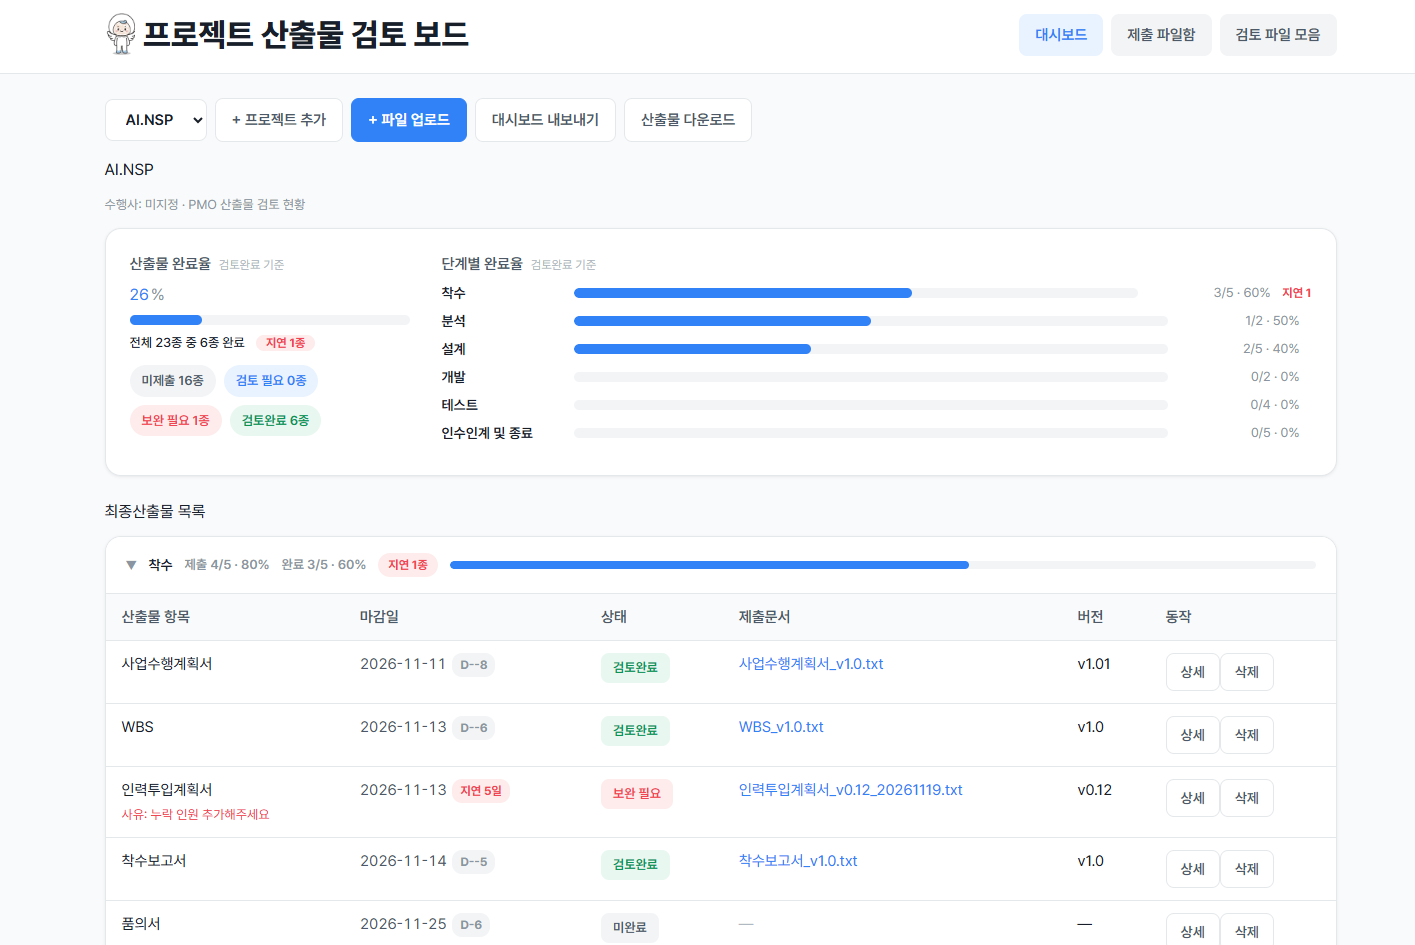 프로젝트 산출물 검토 보드
대시보드 제출 파일함 검토 파일 모음
AI.NSP + 프로젝트 추가 + 파일 업로드 대시보드 내보내기 산출물 다운로드
AI.NSP
수행사: 미지정 · PMO 산출물 검토 현황
산출물 완료율 검토완료 기준
26%
전체 23종 중 6종 완료 지연 1종
미제출 16종 검토 필요 0종
보완 필요 1종 검토완료 6종
단계별 완료율 검토완료 기준
착수 3/5 · 60% 지연 1
분석 1/2 · 50%
설계 2/5 · 40%
개발 0/2 · 0%
테스트 0/4 · 0%
인수인계 및 종료 0/5 · 0%
최종산출물 목록
▼ 착수 제출 4/5 · 80% 완료 3/5 · 60% 지연 1종
산출물 항목 마감일 상태 제출문서 버전 동작
사업수행계획서 2026-11-11 D--8 검토완료 사업수행계획서_v1.0.txt v1.01 상세 삭제
WBS 2026-11-13 D--6 검토완료 WBS_v1.0.txt v1.0 상세 삭제
인력투입계획서 2026-11-13 지연 5일 보완 필요 인력투입계획서_v0.12_20261119.txt v0.12 상세 삭제
사유: 누락 인원 추가해주세요
착수보고서 2026-11-14 D--5 검토완료 착수보고서_v1.0.txt v1.0 상세 삭제
품의서 2026-11-25 D-6 미완료 — — 상세 삭제